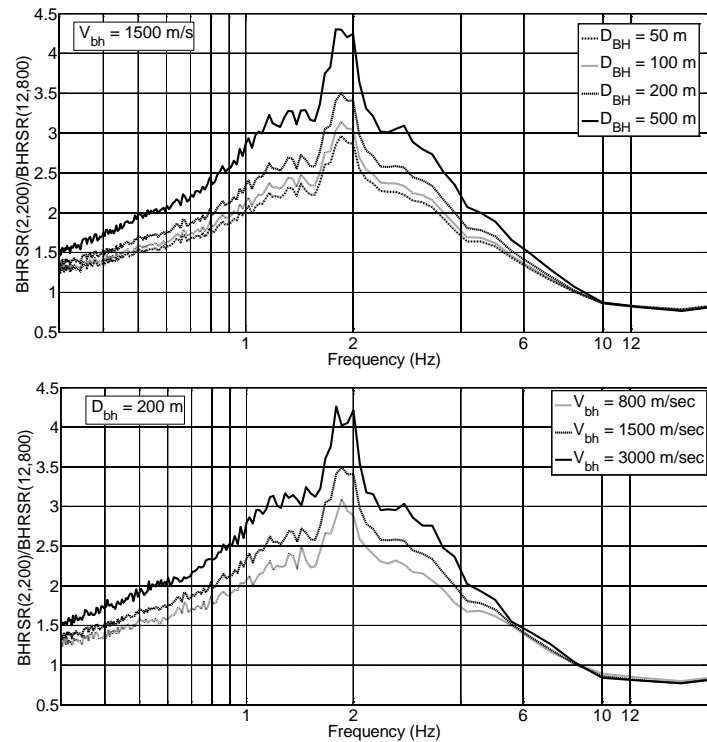 V_bh = 1500 m/s
D_BH = 50 m
D_BH = 100 m
D_BH = 200 m
D_BH = 500 m
4.5
4
3.5
3
2.5
2
1.5
1
0.5
BHRSR(2,200)/BHRSR(12,800)
1 2 6 10 12
Frequency (Hz)
D_bh = 200 m
V_bh = 800 m/sec
V_bh = 1500 m/sec
V_bh = 3000 m/sec
4.5
4
3.5
3
2.5
2
1.5
1
0.5
BHRSR(2,200)/BHRSR(12,800)
1 2 6 10 12
Frequency (Hz)